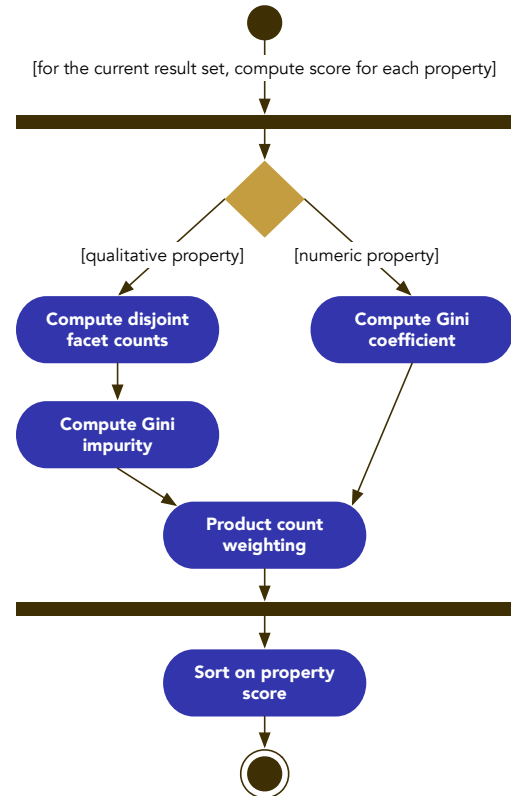 [for the current result set, compute score for each property]
[qualitative property]
[numeric property]
Compute disjoint
facet counts
Compute Gini
coefficient
Compute Gini
impurity
Product count
weighting
Sort on property
score